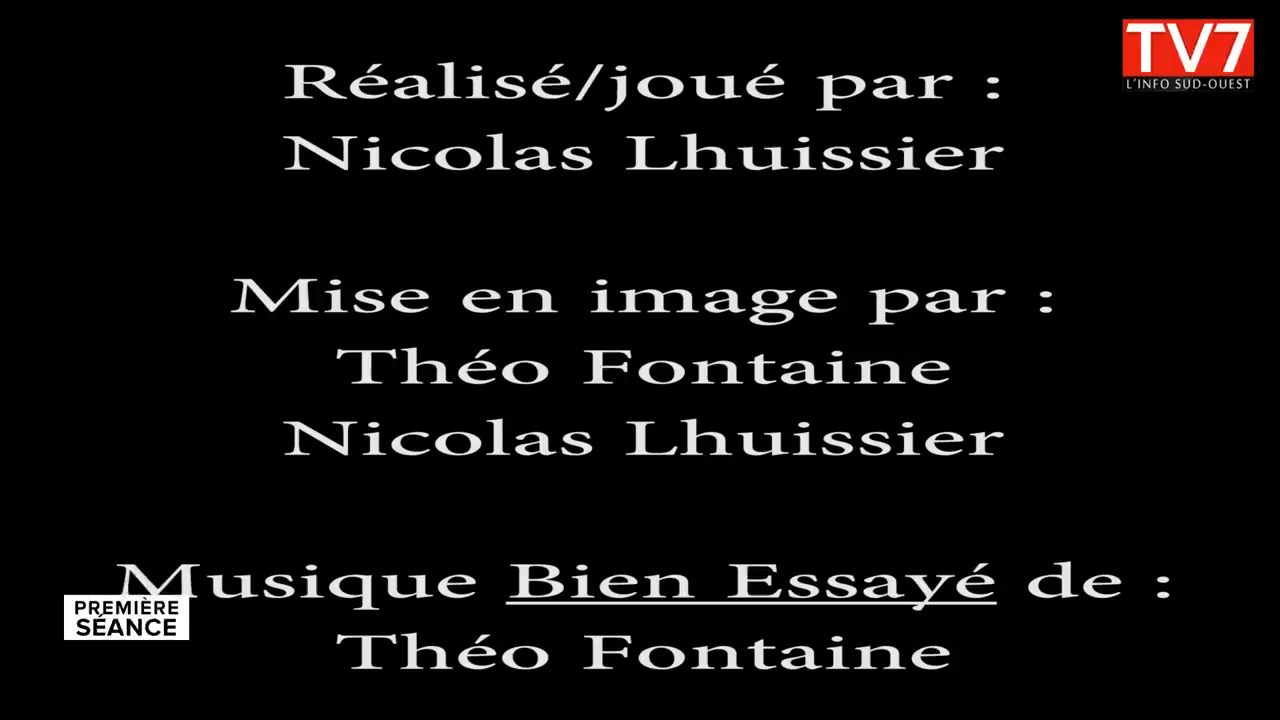 TV7
L'INFO SUD-OUEST
Réalisé/joué par :
Nicolas Lhuissier
Mise en image par :
Théo Fontaine
Nicolas Lhuissier
Musique Bien Essayé de :
Théo Fontaine
PREMIÈRE
SÉANCE